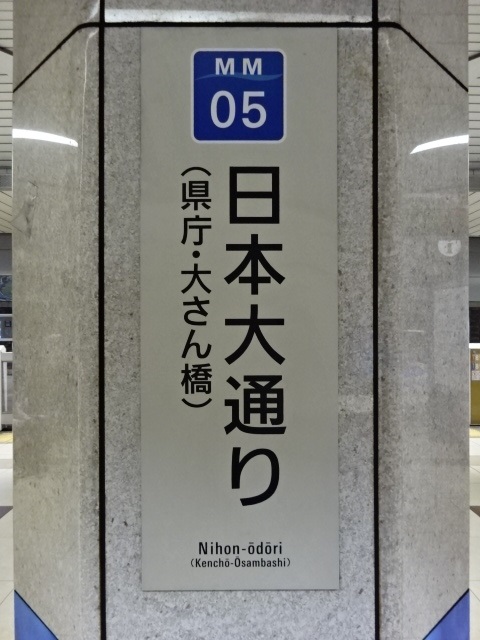 MM
05
日本大通り
（県庁・大さん橋）
Nihon-ōdōri
(Kenchō-Ōsambashi)